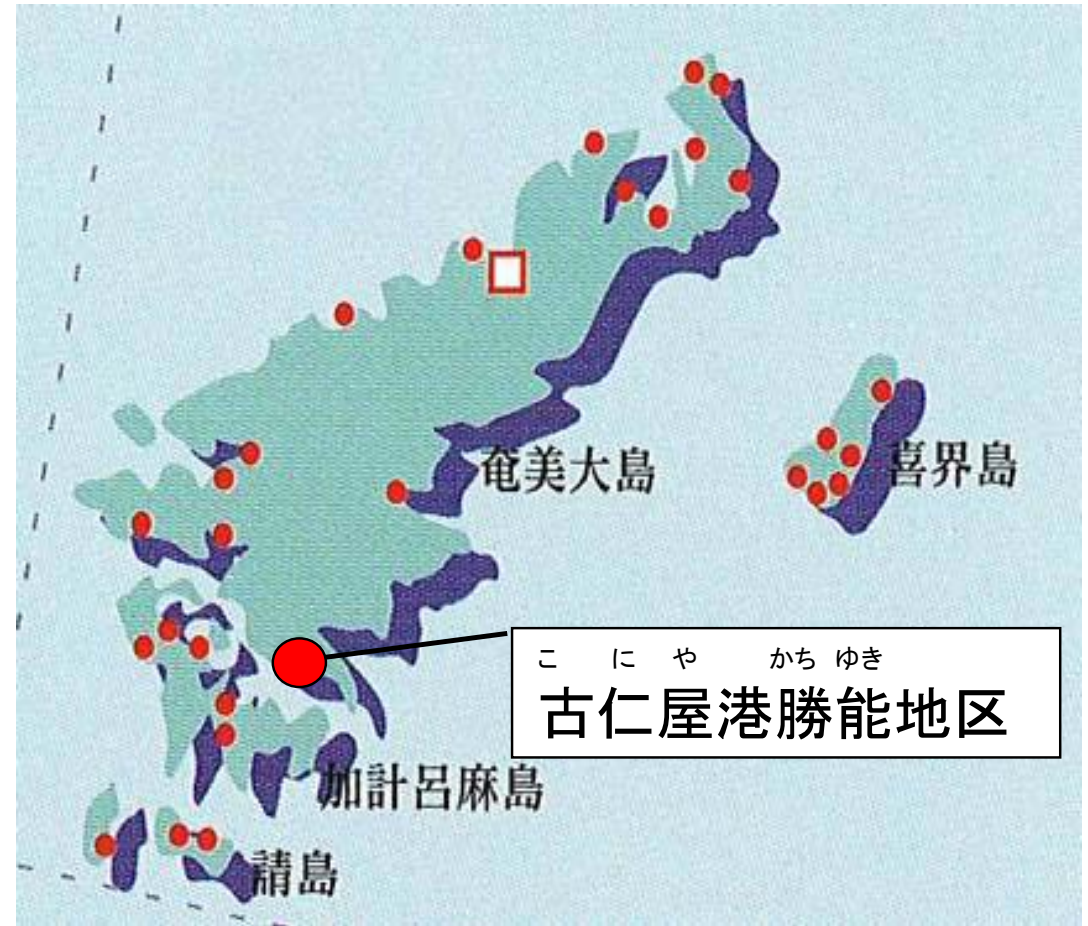 奄美大島
喜界島
こ に や かち ゆき
古仁屋港勝能地区
加計呂麻島
請島